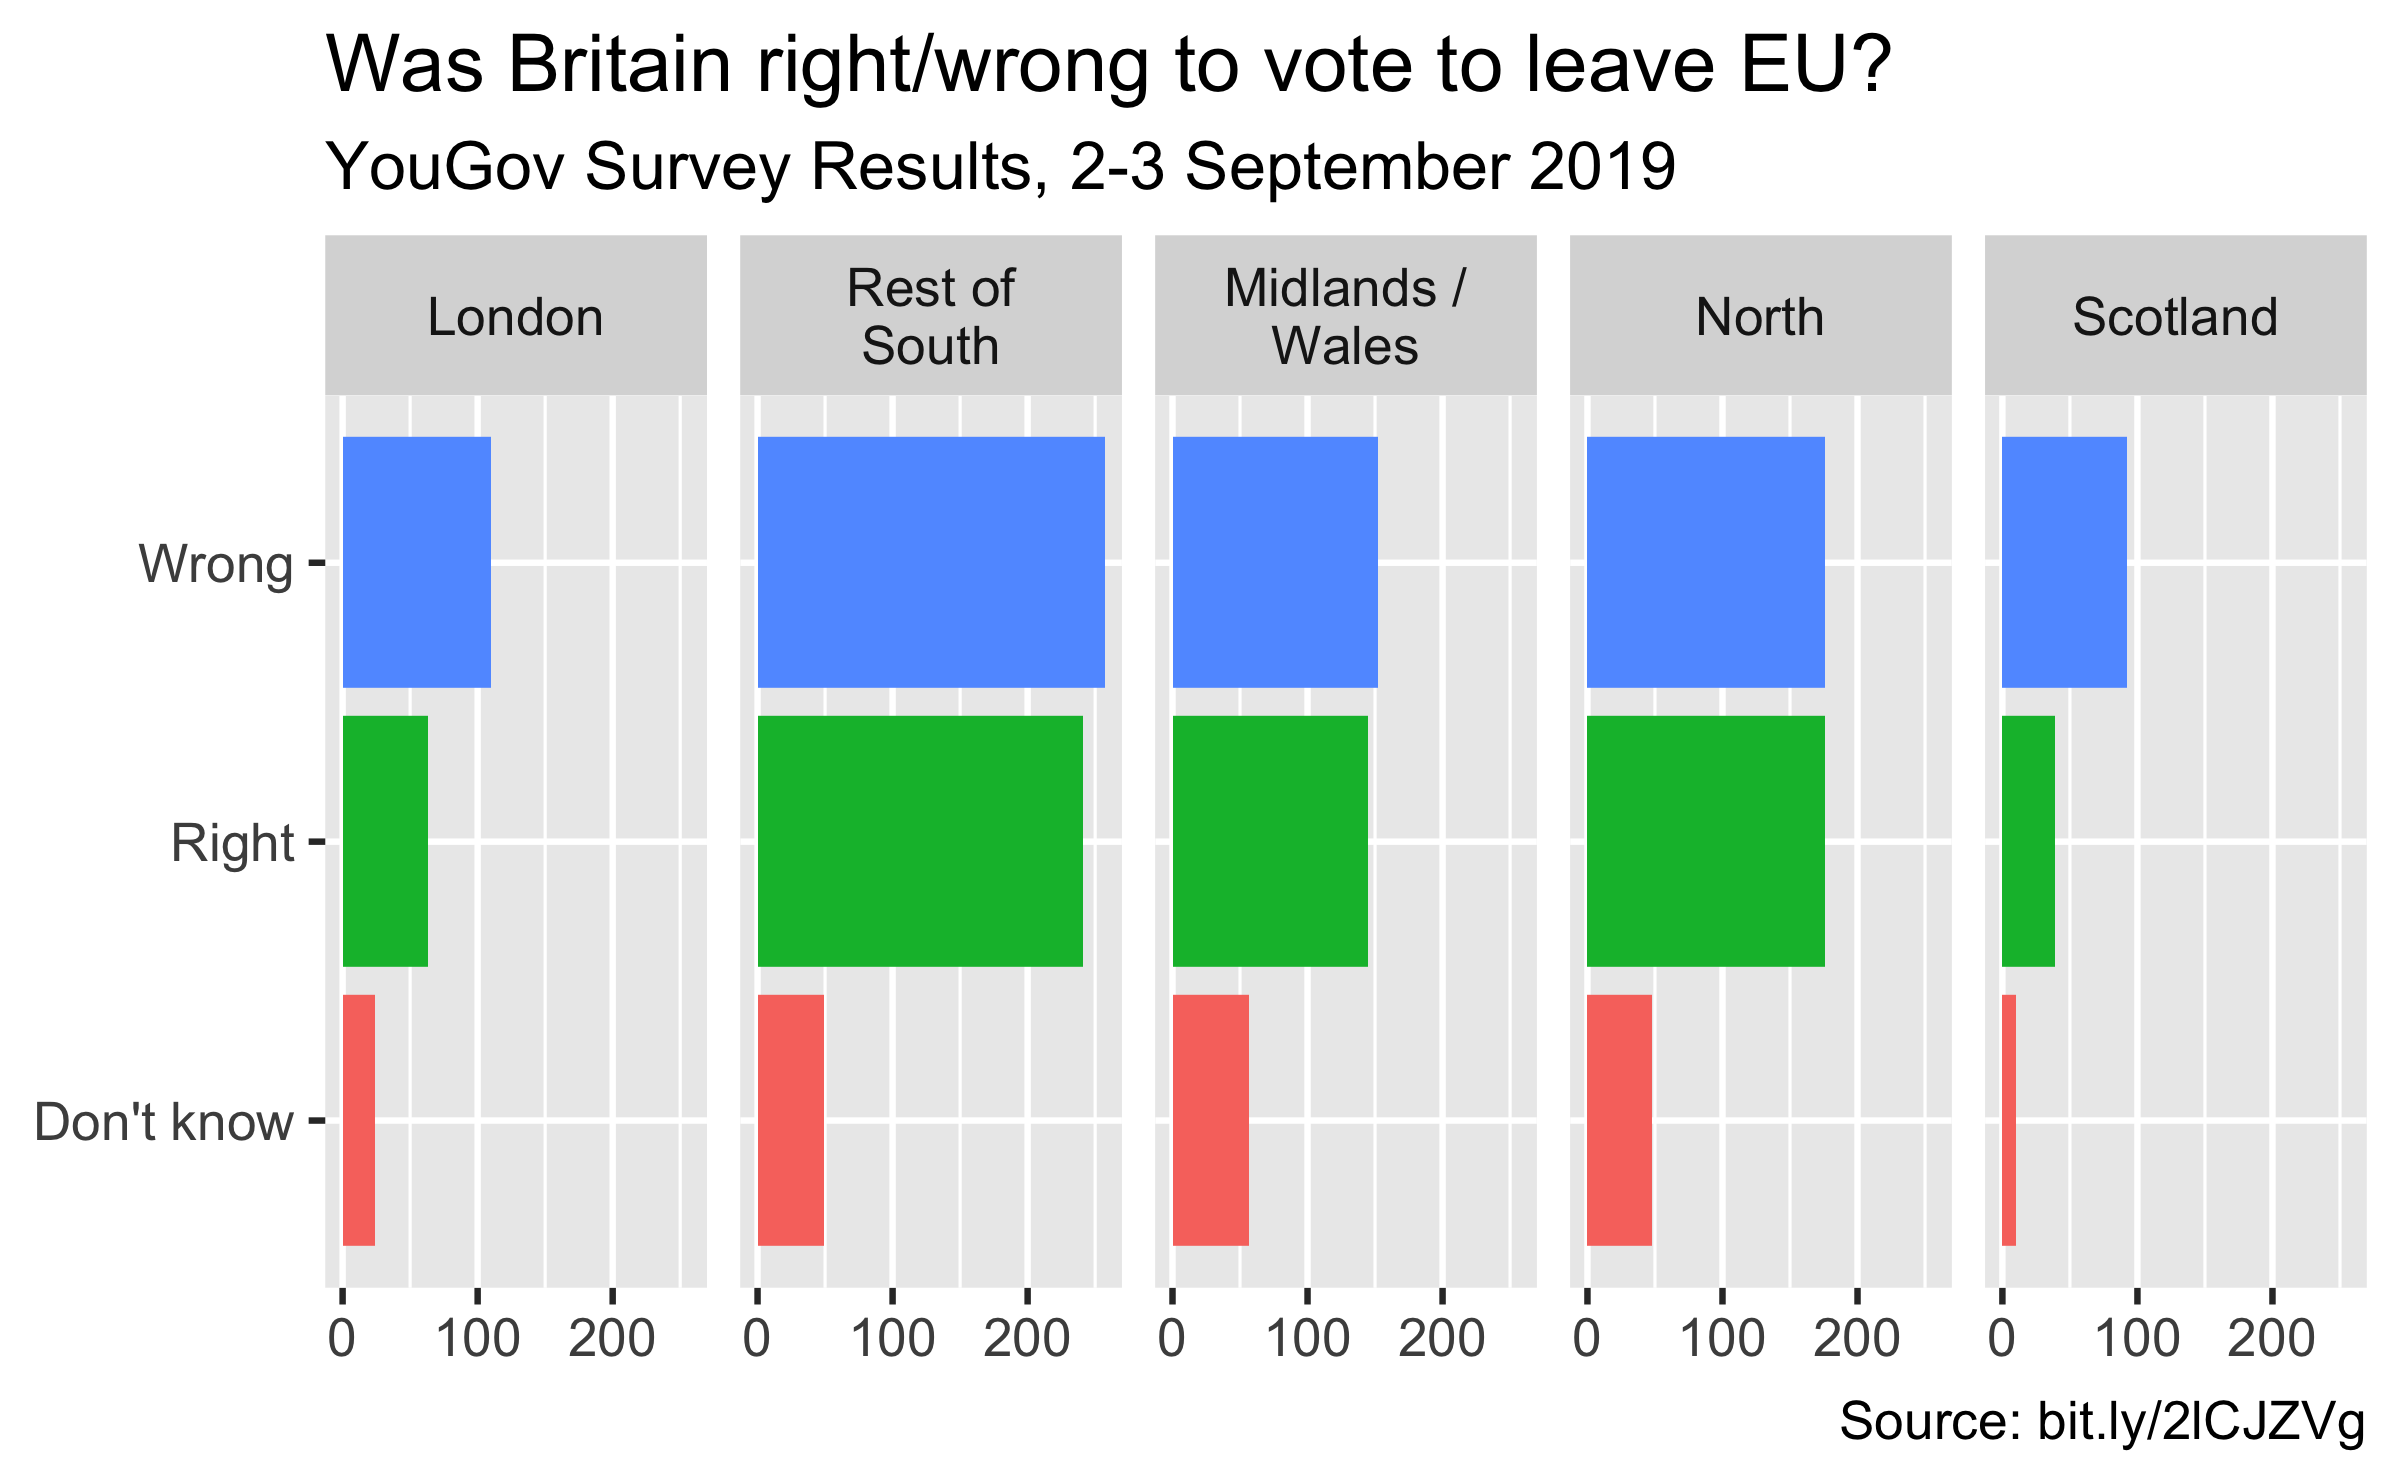 Was Britain right/wrong to vote to leave EU?
YouGov Survey Results, 2-3 September 2019
London
Rest of
South
Midlands /
Wales
North
Scotland
Wrong
Right
Don't know
0 100 200
0 100 200
0 100 200
0 100 200
0 100 200
Source: bit.ly/2lCJZVg